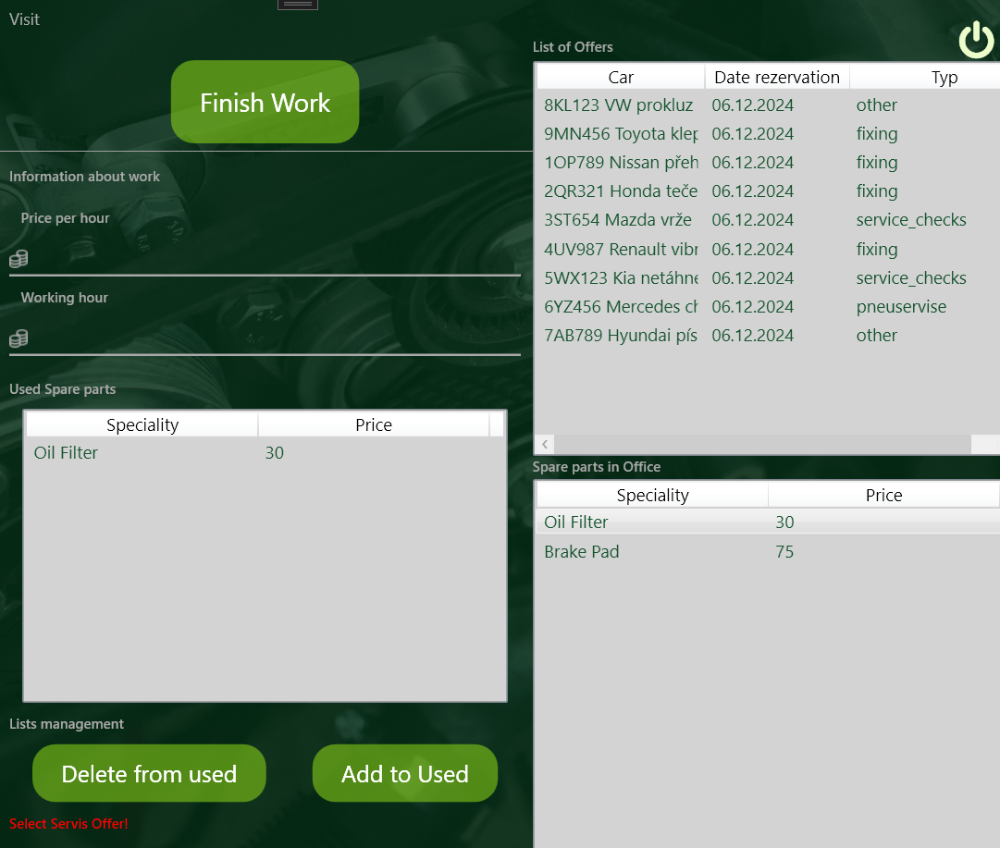 Visit
Finish Work
Information about work
Price per hour
Working hour
Used Spare parts
Speciality Price
Oil Filter 30
Lists management
Delete from used Add to Used
Select Servis Offer!
List of Offers
Car Date rezervation Typ
8KL123 VW prokluz 06.12.2024 other
9MN456 Toyota klep 06.12.2024 fixing
1OP789 Nissan přeh 06.12.2024 fixing
2QR321 Honda teče 06.12.2024 fixing
3ST654 Mazda vrže 06.12.2024 service_checks
4UV987 Renault vibr 06.12.2024 fixing
5WX123 Kia netáhne 06.12.2024 service_checks
6YZ456 Mercedes ch 06.12.2024 pneuservise
7AB789 Hyundai pís 06.12.2024 other
Spare parts in Office
Speciality Price
Oil Filter 30
Brake Pad 75